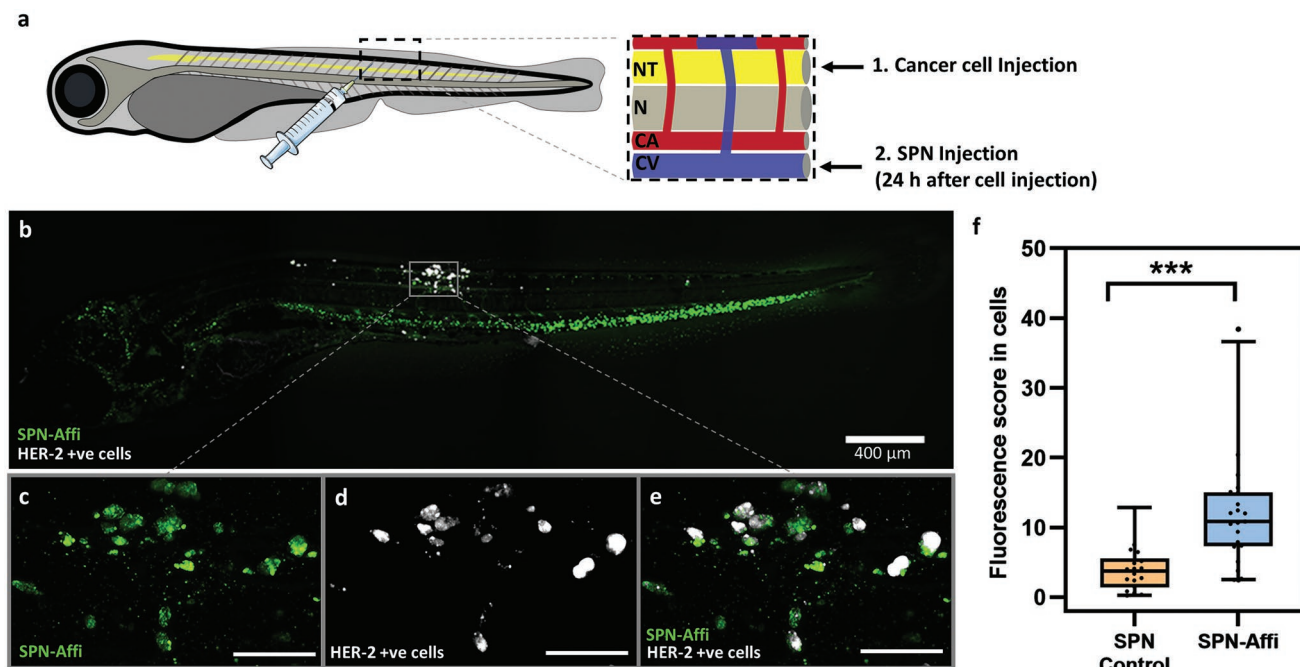 a
NT
N
CA
CV
1. Cancer cell Injection
2. SPN Injection
(24 h after cell injection)
b
SPN-Affi
HER-2 +ve cells
400 µm
c
SPN-Affi
d
HER-2 +ve cells
e
SPN-Affi
HER-2 +ve cells
f
Fluorescence score in cells
50
40
30
20
10
0
***
SPN
Control
SPN-Affi